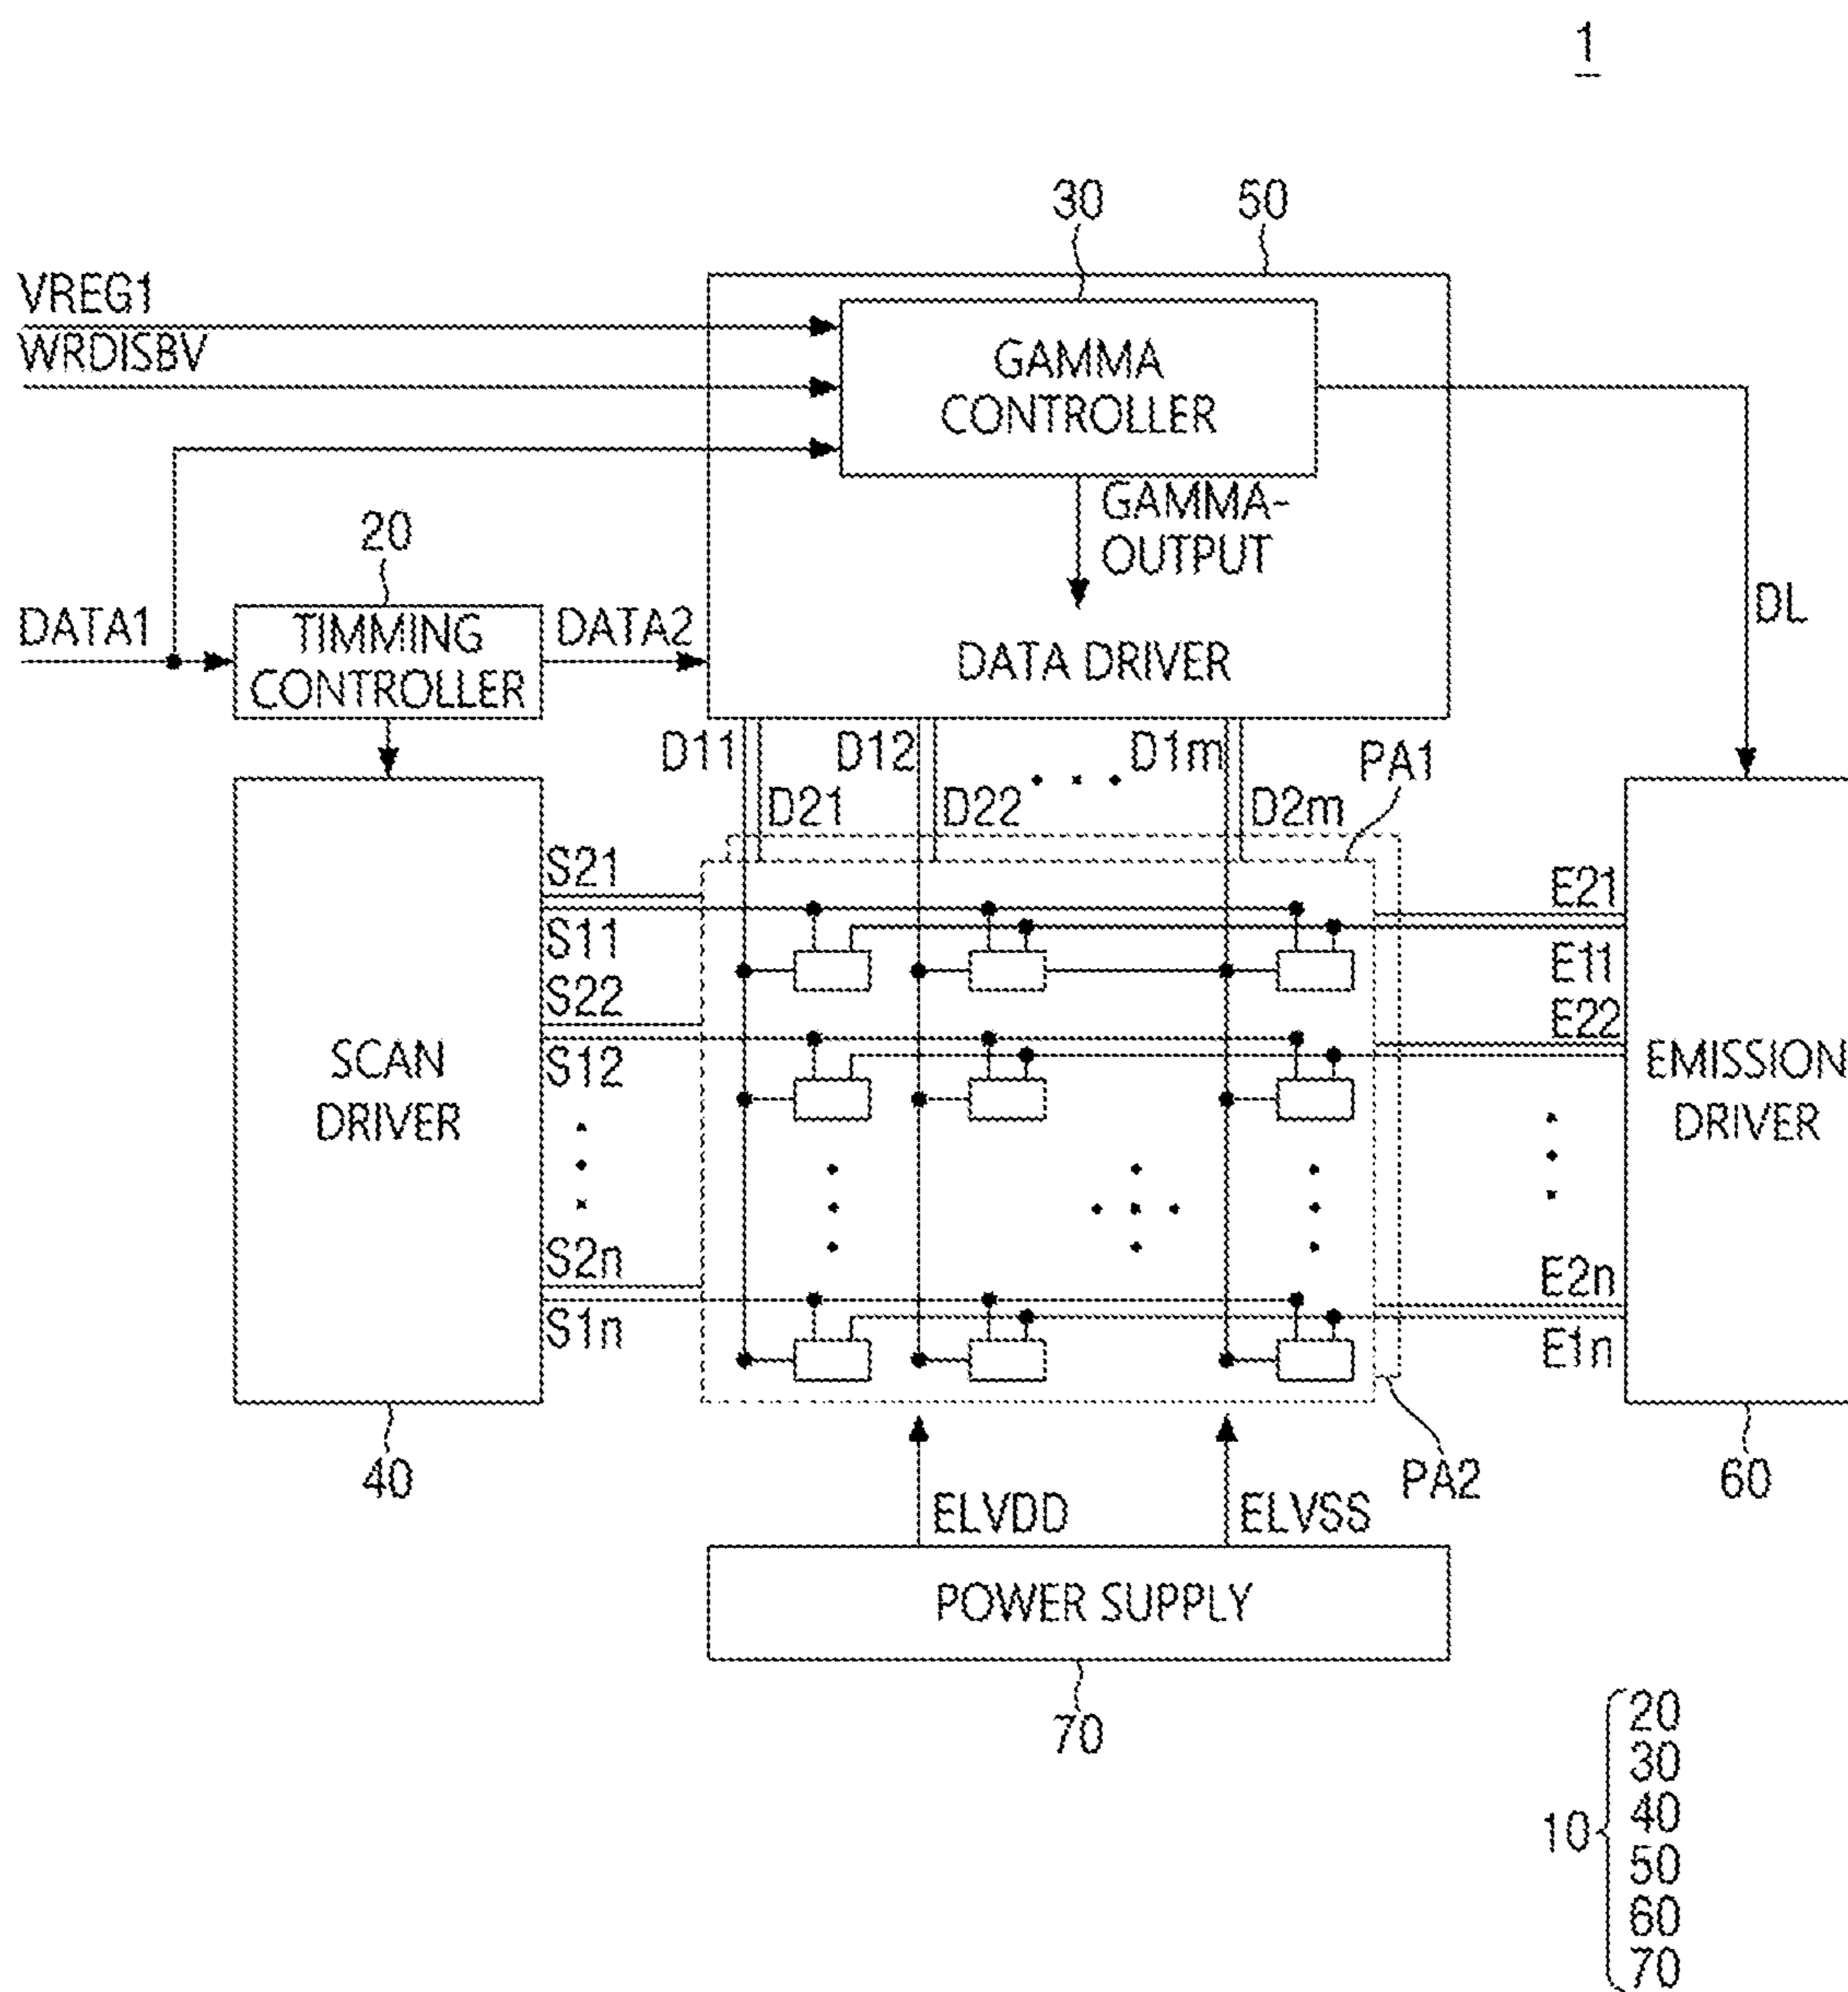 1
30
50
VREG1
WRDISBV
GAMMA
CONTROLLER
GAMMA-
OUTPUT
20
DATA1
TIMMING
CONTROLLER
DATA2
DATA DRIVER
DL
D11
D12
D1m
PA1
D21
D22
D2m
S21
S11
S22
S12
S2n
S1n
SCAN
DRIVER
E21
E11
E22
E2n
E1n
EMISSION
DRIVER
40
PA2
60
ELVDD
ELVSS
POWER SUPPLY
70
10
20
30
40
50
60
70